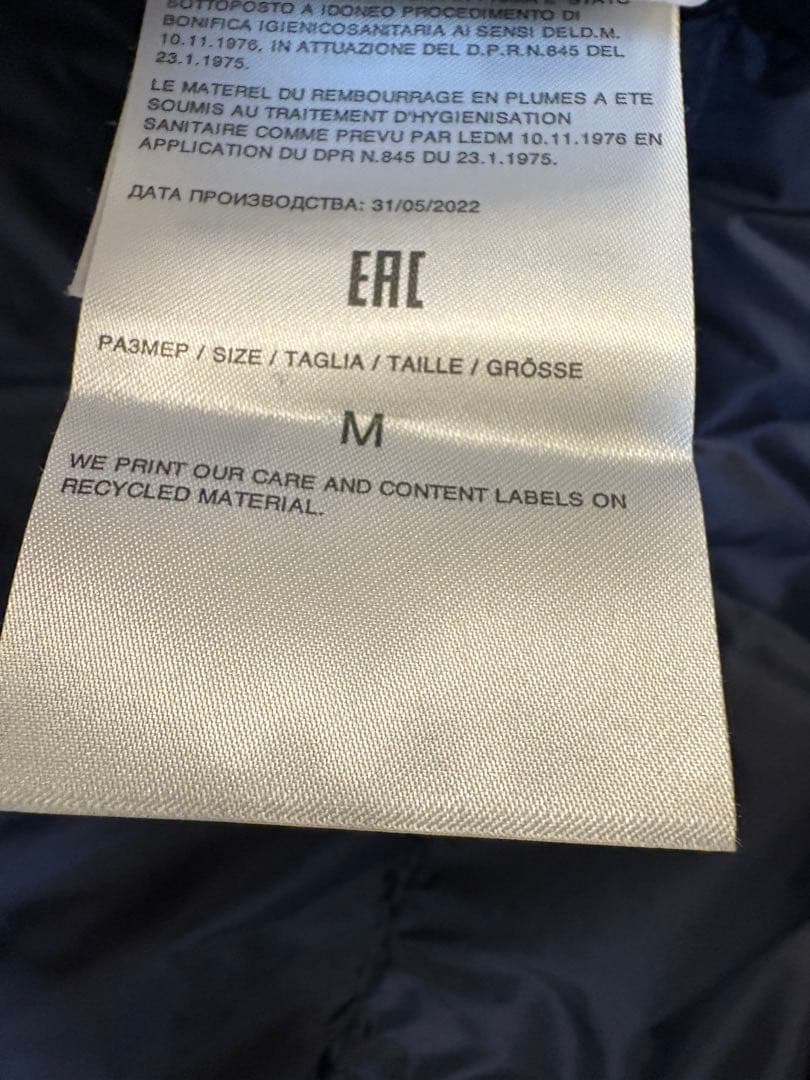 SOTTOPOSTO A IDONEO PROCEDIMENTO DI
BONIFICA IGIENICOSANITARIA AI SENSI DELD.M.
10.11.1976, IN ATTUAZIONE DEL D.P.R.N.845 DEL
23.1.1975.
LE MATEREL DU REMBOURRAGE EN PLUMES A ETE
SOUMIS AU TRAITEMENT D'HYGIENISATION
SANITAIRE COMME PREVU PAR LEDM 10.11.1976 EN
APPLICATION DU DPR N.845 DU 23.1.1975.
ДАТА ПРОИЗВОДСТВА: 31/05/2022
EAC
РАЗМЕР / SIZE / TAGLIA / TAILLE / GRÖSSE
M
WE PRINT OUR CARE AND CONTENT LABELS ON
RECYCLED MATERIAL.